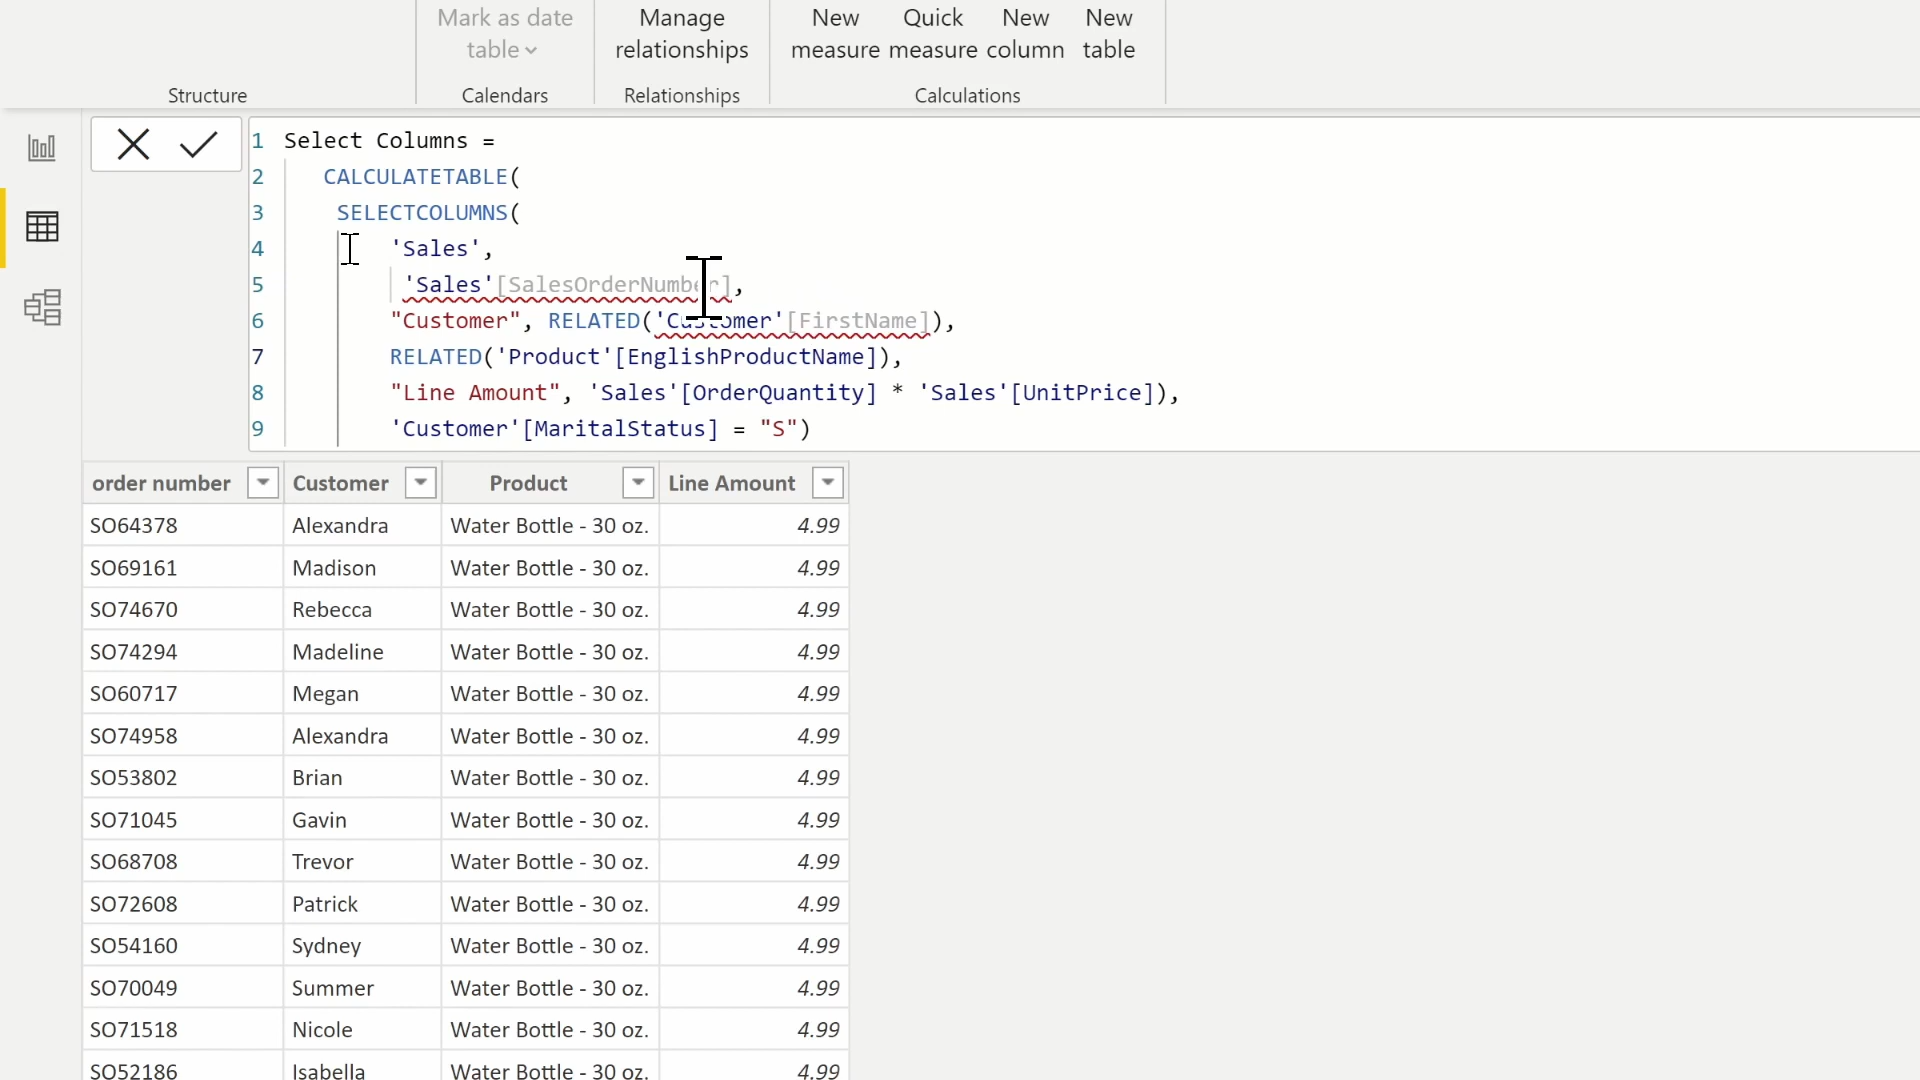 Mark as date
table
Manage
relationships
New
measure
Quick
measure
New
column
New
table
Structure
Calendars
Relationships
Calculations
1 Select Columns =
2 CALCULATETABLE(
3 SELECTCOLUMNS(
4 'Sales',
5 'Sales'[SalesOrderNumber],
6 "Customer", RELATED('Customer'[FirstName]),
7 RELATED('Product'[EnglishProductName]),
8 "Line Amount", 'Sales'[OrderQuantity] * 'Sales'[UnitPrice]),
9 'Customer'[MaritalStatus] = "S")
order number Customer Product Line Amount
SO64378 Alexandra Water Bottle - 30 oz. 4.99
SO69161 Madison Water Bottle - 30 oz. 4.99
SO74670 Rebecca Water Bottle - 30 oz. 4.99
SO74294 Madeline Water Bottle - 30 oz. 4.99
SO60717 Megan Water Bottle - 30 oz. 4.99
SO74958 Alexandra Water Bottle - 30 oz. 4.99
SO53802 Brian Water Bottle - 30 oz. 4.99
SO71045 Gavin Water Bottle - 30 oz. 4.99
SO68708 Trevor Water Bottle - 30 oz. 4.99
SO72608 Patrick Water Bottle - 30 oz. 4.99
SO54160 Sydney Water Bottle - 30 oz. 4.99
SO70049 Summer Water Bottle - 30 oz. 4.99
SO71518 Nicole Water Bottle - 30 oz. 4.99
SO52186 Isabella Water Bottle - 30 oz. 4.99